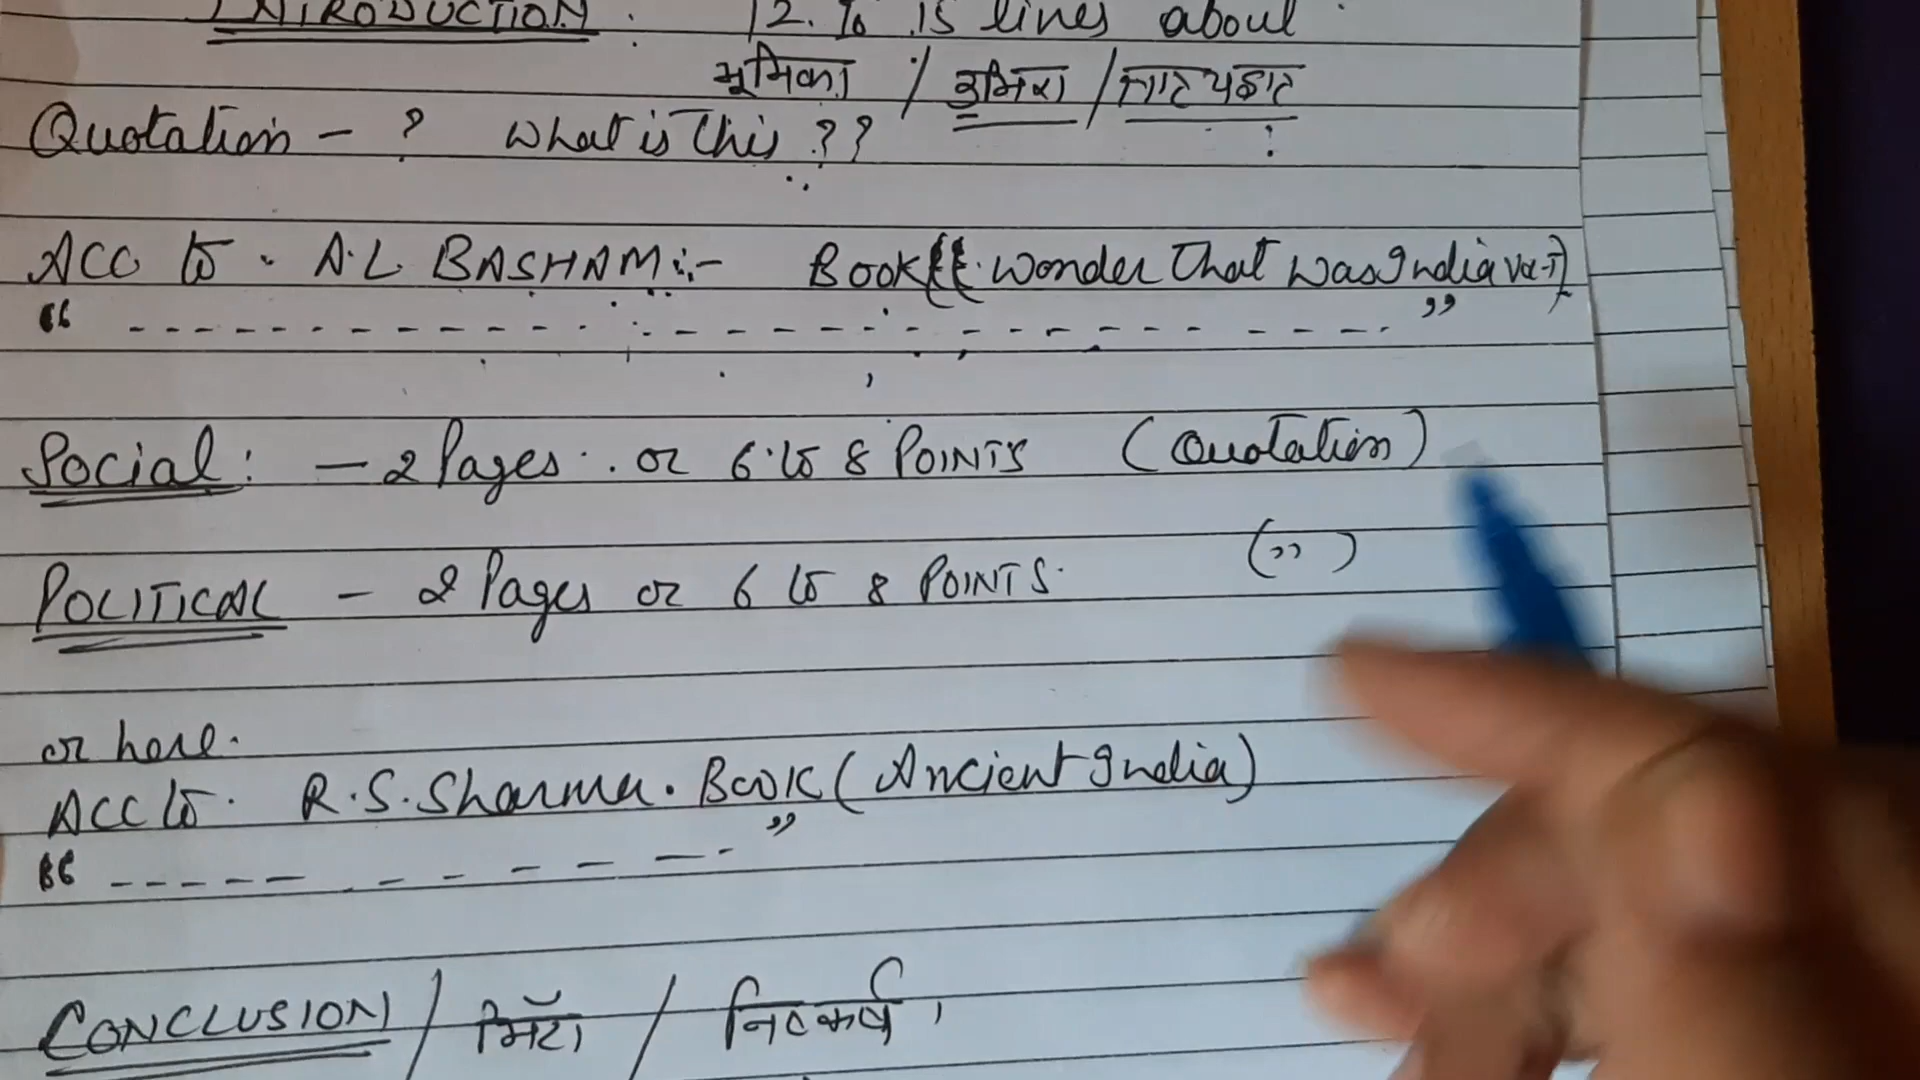 INTRODUCTION : 12. To 15 lines about
भूमिका / ਭੂਮਿਕਾ /
Quotation - ? What is This ??
ACC to . A.L. BASHAM :- Book (Wonder That Was India Vol-I)
“ - - - - - - - - - - - - - - - - - - - - - - - ”
Social : - 2 Pages .. or 6 to 8 POINTS (Quotation)
POLITICAL - 2 Pages or 6 to 8 POINTS. (”)
or here.
ACC to. R.S. Sharma. Book (Ancient India)
“ - - - - - - - - - - - ”
CONCLUSION / ਸਿੱਟਾ / निष्कर्ष,